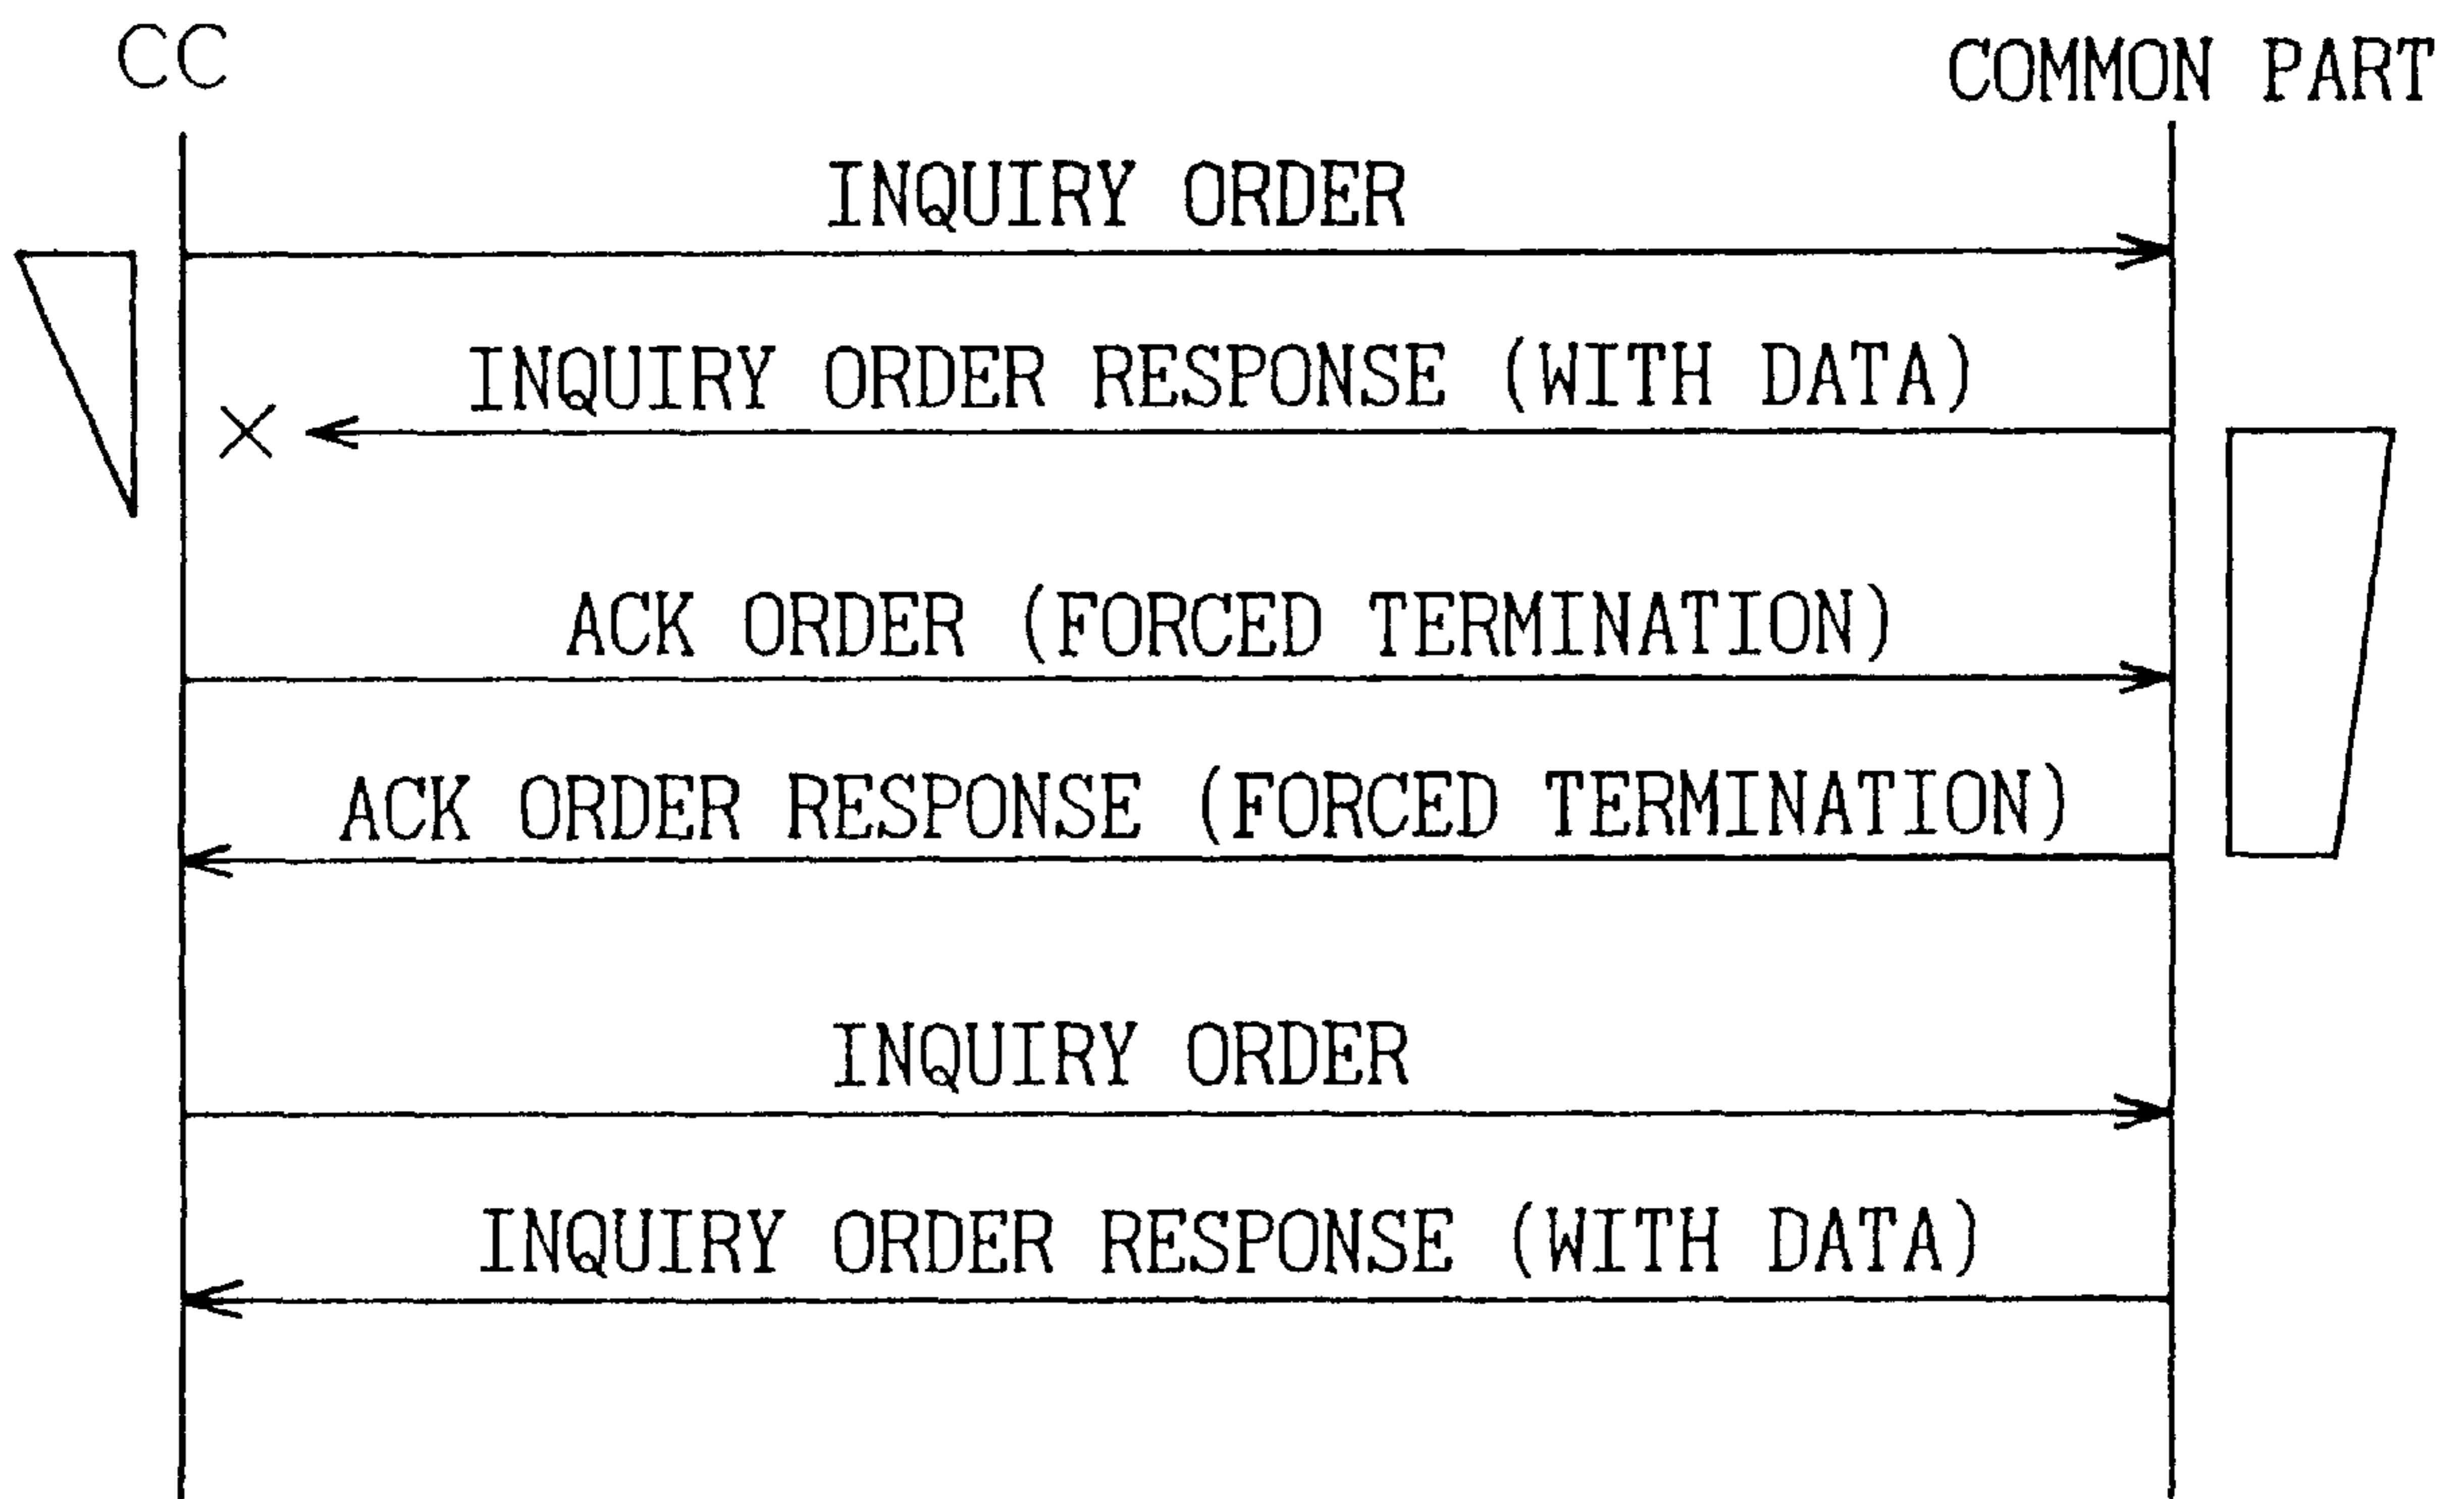 CC
COMMON PART
INQUIRY ORDER
INQUIRY ORDER RESPONSE (WITH DATA)
ACK ORDER (FORCED TERMINATION)
ACK ORDER RESPONSE (FORCED TERMINATION)
INQUIRY ORDER
INQUIRY ORDER RESPONSE (WITH DATA)